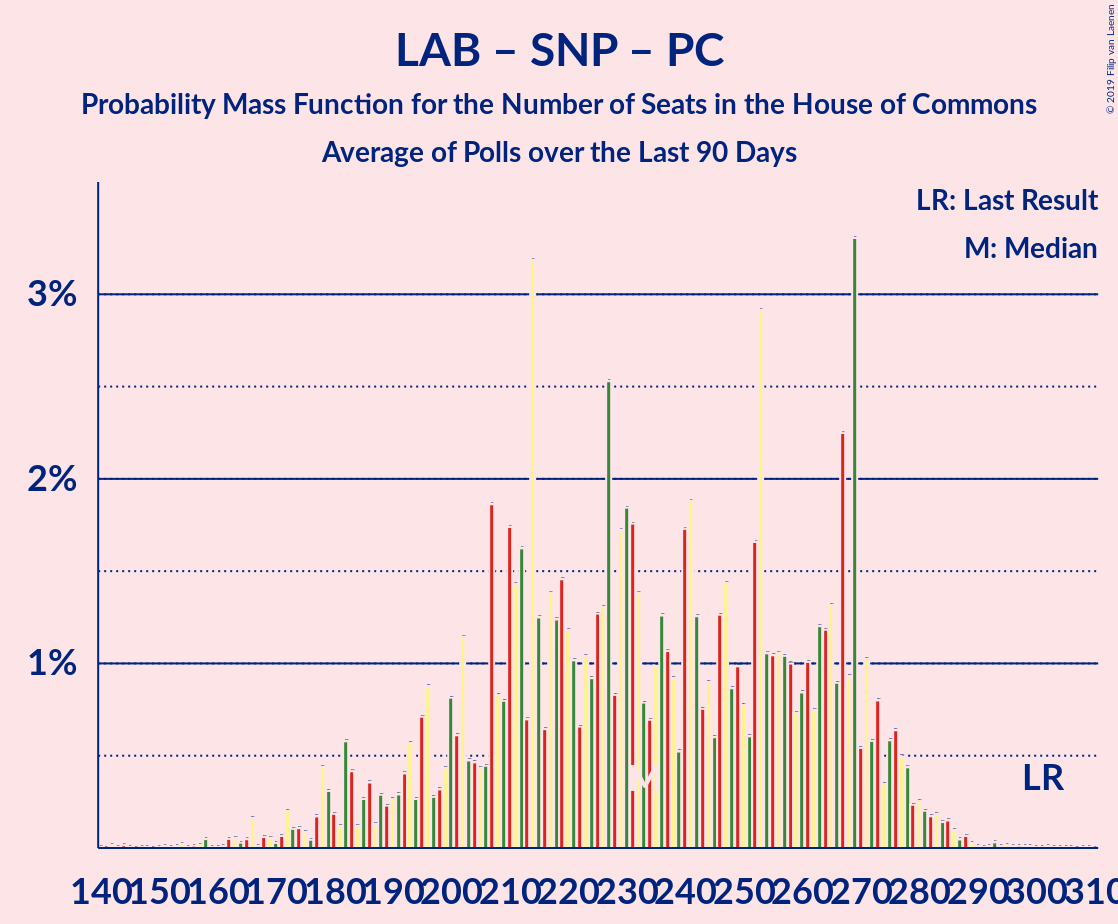 LAB – SNP – PC
Probability Mass Function for the Number of Seats in the House of Commons
Average of Polls over the Last 90 Days
© 2019 Filip van Laenen
LR: Last Result
M: Median
3%
2%
1%
M
LR
140 150 160 170 180 190 200 210 220 230 240 250 260 270 280 290 300 310